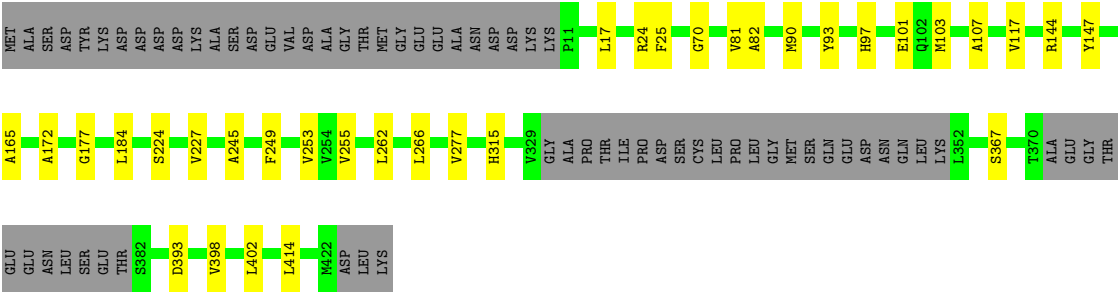 MET ALA SER ASP TYR LYS ASP ASP ASP ASP LYS ALA SER ASP GLU VAL ASP ALA GLY THR MET GLY GLU GLU ALA ASN ASP ASP LYS LYS P11 L17 R24 F25 G70 V81 A82 M90 Y93 H97 E101 Q102 M103 A107 V117 R144 Y147
A165 A172 G177 L184 S224 V227 A245 F249 V253 V254 V255 L262 L266 V277 H315 V329 GLY ALA PRO THR ILE PRO ASP SER CYS LEU PRO LEU GLY MET SER GLN GLU ASP ASN GLN LEU LYS L352 S367 T370 ALA GLU GLY THR
GLU GLU ASN LEU SER GLU THR S382 D393 V398 L402 L414 M422 ASP LEU LYS